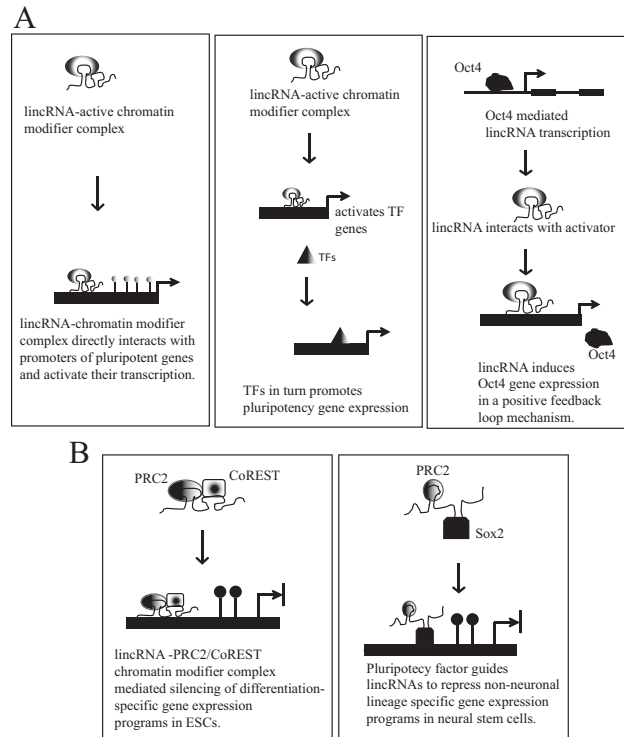 A
lincRNA-active chromatin
modifier complex
lincRNA-chromatin modifier
complex directly interacts with
promoters of pluripotent genes
and activate their transcription.
lincRNA-active chromatin
modifier complex
activates TF
genes
TFs
TFs in turn promotes
pluripotency gene expression
Oct4
Oct4 mediated
lincRNA transcription
lincRNA interacts with activator
Oct4
lincRNA induces
Oct4 gene expression
in a positive feedback
loop mechanism.
B
PRC2
CoREST
lincRNA -PRC2/CoREST
chromatin modifier complex
mediated silencing of differentiation-
specific gene expression
programs in ESCs.
PRC2
Sox2
Pluripotecy factor guides
lincRNAs to repress non-neuronal
lineage specific gene expression
programs in neural stem cells.